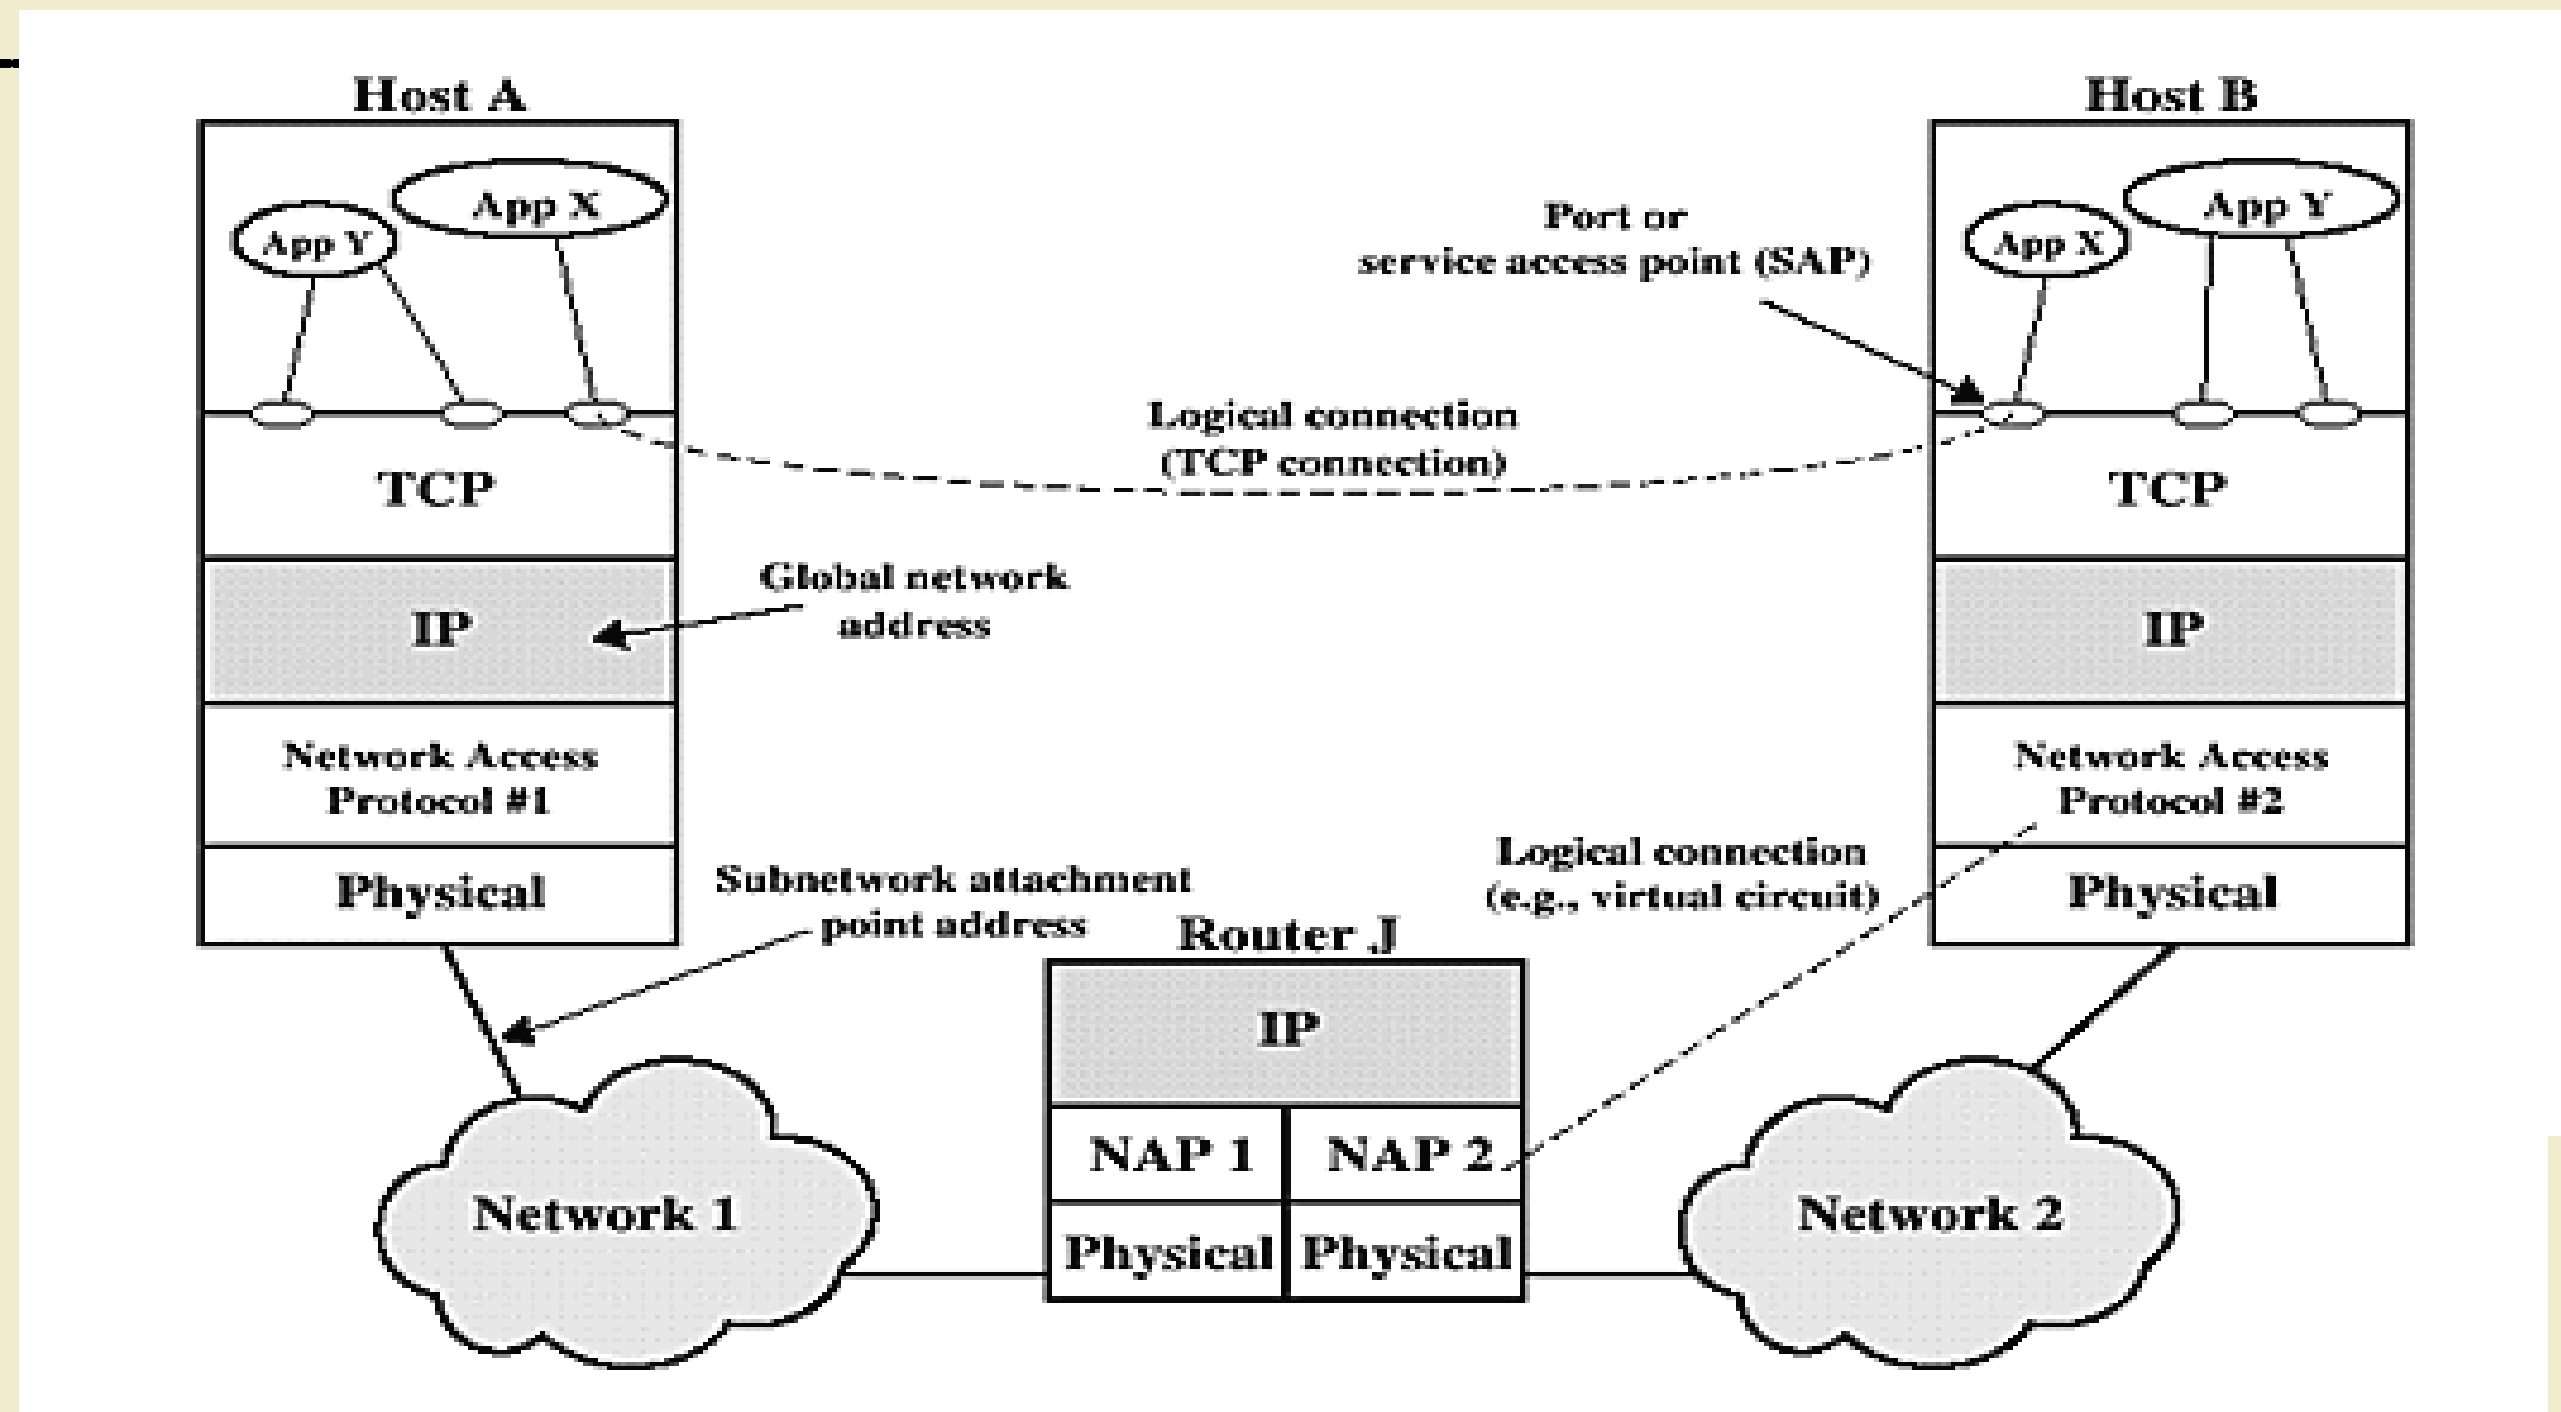 Host A
Host B
App X
App Y
App Y
App X
Port or
service access point (SAP)
Logical connection
(TCP connection)
TCP
TCP
Global network
address
IP
IP
Network Access
Protocol #1
Network Access
Protocol #2
Physical
Physical
Subnetwork attachment
point address
Logical connection
(e.g., virtual circuit)
Router J
IP
NAP 1
NAP 2
Physical
Physical
Network 1
Network 2